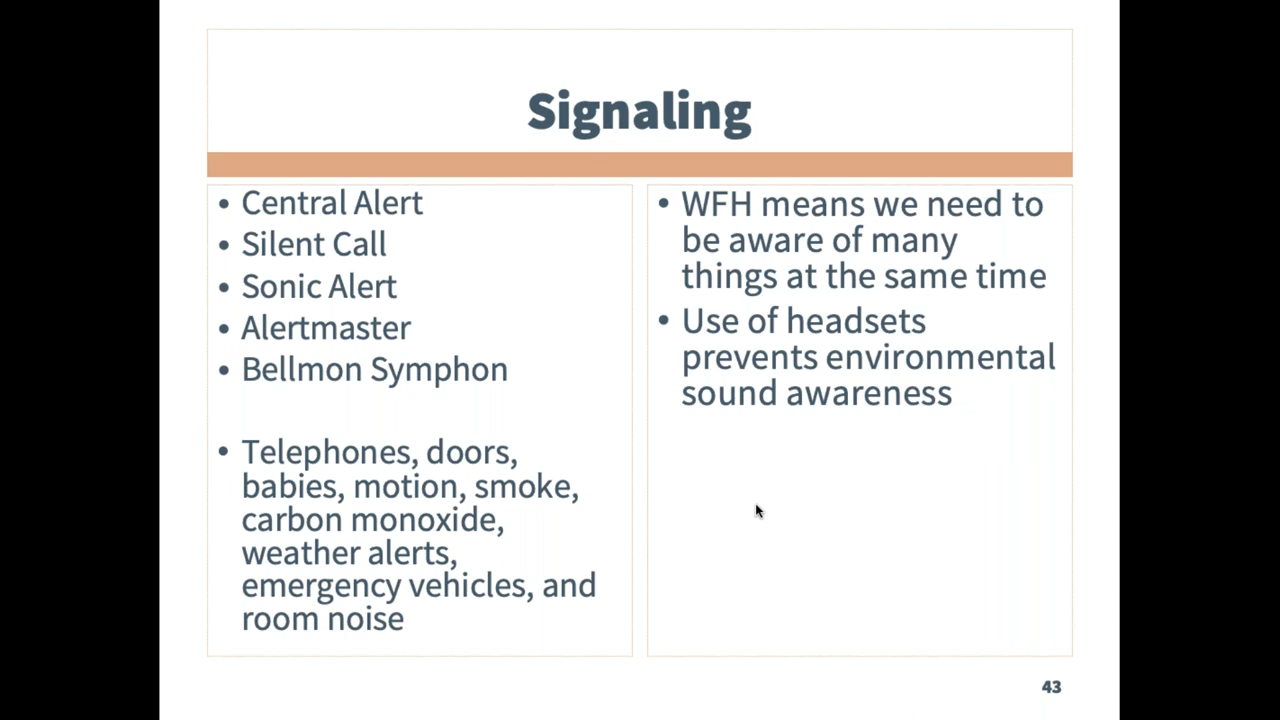 Signaling
• Central Alert
• Silent Call
• Sonic Alert
• Alertmaster
• Bellmon Symphon
• Telephones, doors,
babies, motion, smoke,
carbon monoxide,
weather alerts,
emergency vehicles, and
room noise
• WFH means we need to
be aware of many
things at the same time
• Use of headsets
prevents environmental
sound awareness
43